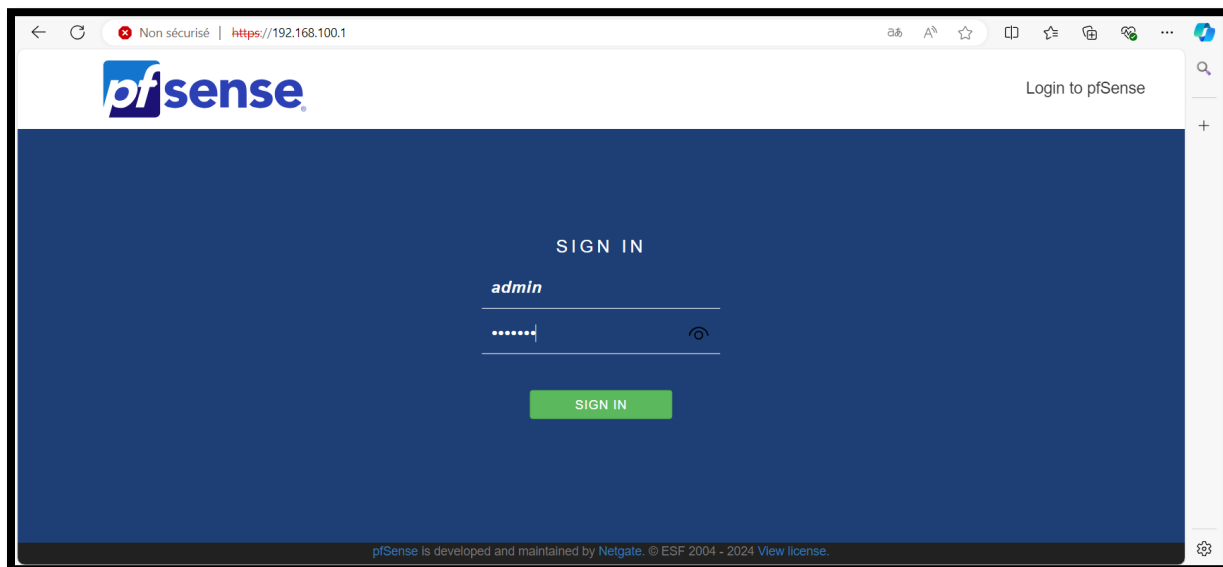 Non sécurisé | https://192.168.100.1
pfsense
Login to pfSense
SIGN IN
admin
•••••••
SIGN IN
pfSense is developed and maintained by Netgate. © ESF 2004 - 2024 View license.